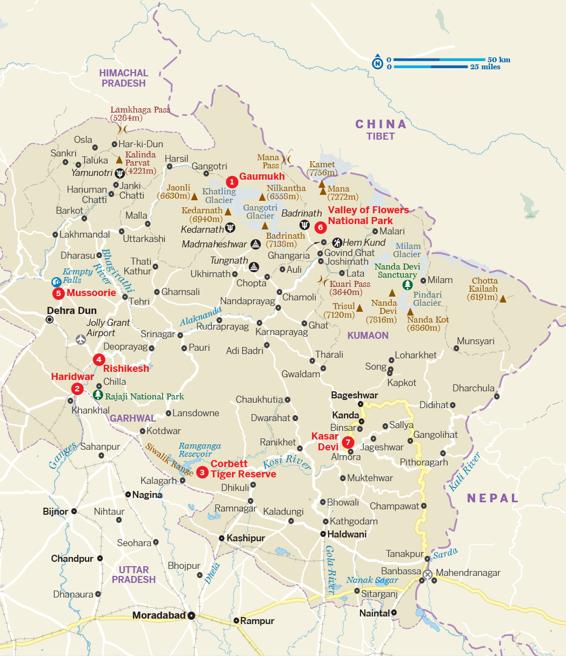 0 50 km
0 25 miles
N
HIMACHAL
PRADESH
CHINA
TIBET
Lamkhaga Pass
(5264m)
Osla
Har-ki-Dun
Sankri
Taluka
Kalinda
Parvat
(4221m)
Yamunotri
Harsil
Gangotri
Mana
Pass
Kamet
(7756m)
1
Gaumukh
Mana
(7272m)
Hanuman
Chatti
Janki
Chatti
Jaonli
(6630m)
Khatling
Glacier
Nilkantha
(6558m)
Kedarnath
(6940m)
Gangotri
Glacier
Badrinath
6
Valley of Flowers
National Park
Barkot
Malla
Uttarkashi
Lakhmandal
Kedarnath
Badrinath
(7138m)
Malari
Madmaheshwar
Hem Kund
Ghangaria
Govind Ghat
Joshimath
Milam
Glacier
Dharasu
Bhagirathi
River
Thati
Kathur
Tungnath
Ukhimath
Auli
Lata
Nanda Devi
Sanctuary
Kempty
Falls
Chopta
Kuari Pass
(3640m)
Milam
Chotta
Kailash
(6191m)
5
Mussoorie
Ghamsali
Tehri
Chamoli
Nandaprayag
Trisul
(7120m)
Nanda
Devi
(7816m)
Pindari
Glacier
Nanda Kot
(6560m)
Dehra Dun
Alaknanda
Rudraprayag
Ghat
Karnaprayag
Jolly Grant
Airport
Srinagar
Deoprayag
Pauri
Adi Badri
KUMAON
Munsyari
4
Rishikesh
Tharali
Loharkhet
Song
Gwaldam
Kapkot
Haridwar
2
Chilla
Rajaji National Park
Khankhal
GARHWAL
Lansdowne
Chaukhutia
Bageshwar
Kanda
Didihat
Dharchula
Dwarahat
Binsar
Salya
Gangolihat
Kotdwar
Ganges
Sahanpur
Ramganga
Resevoir
Ranikhet
Kasar
Devi
7
Jageshwar
Almora
Pithoragarh
Siwalik Range
3
Corbett
Tiger Reserve
Kosi River
Kali River
Kalagarh
Nagina
Dhikuli
Muktehwar
NEPAL
Bijnor
Nihtaur
Ramnagar
Kaladungi
Bhowali
Champawat
Kathgodam
Seohara
Kashipur
Haldwani
Chandpur
UTTAR
PRADESH
Bhojpur
Dhela
Gola River
Tanakpur
Sarda
Banbassa
Mahendranagar
Nanak Sagar
Dhanaura
Sitarganj
Moradabad
Rampur
Naintal